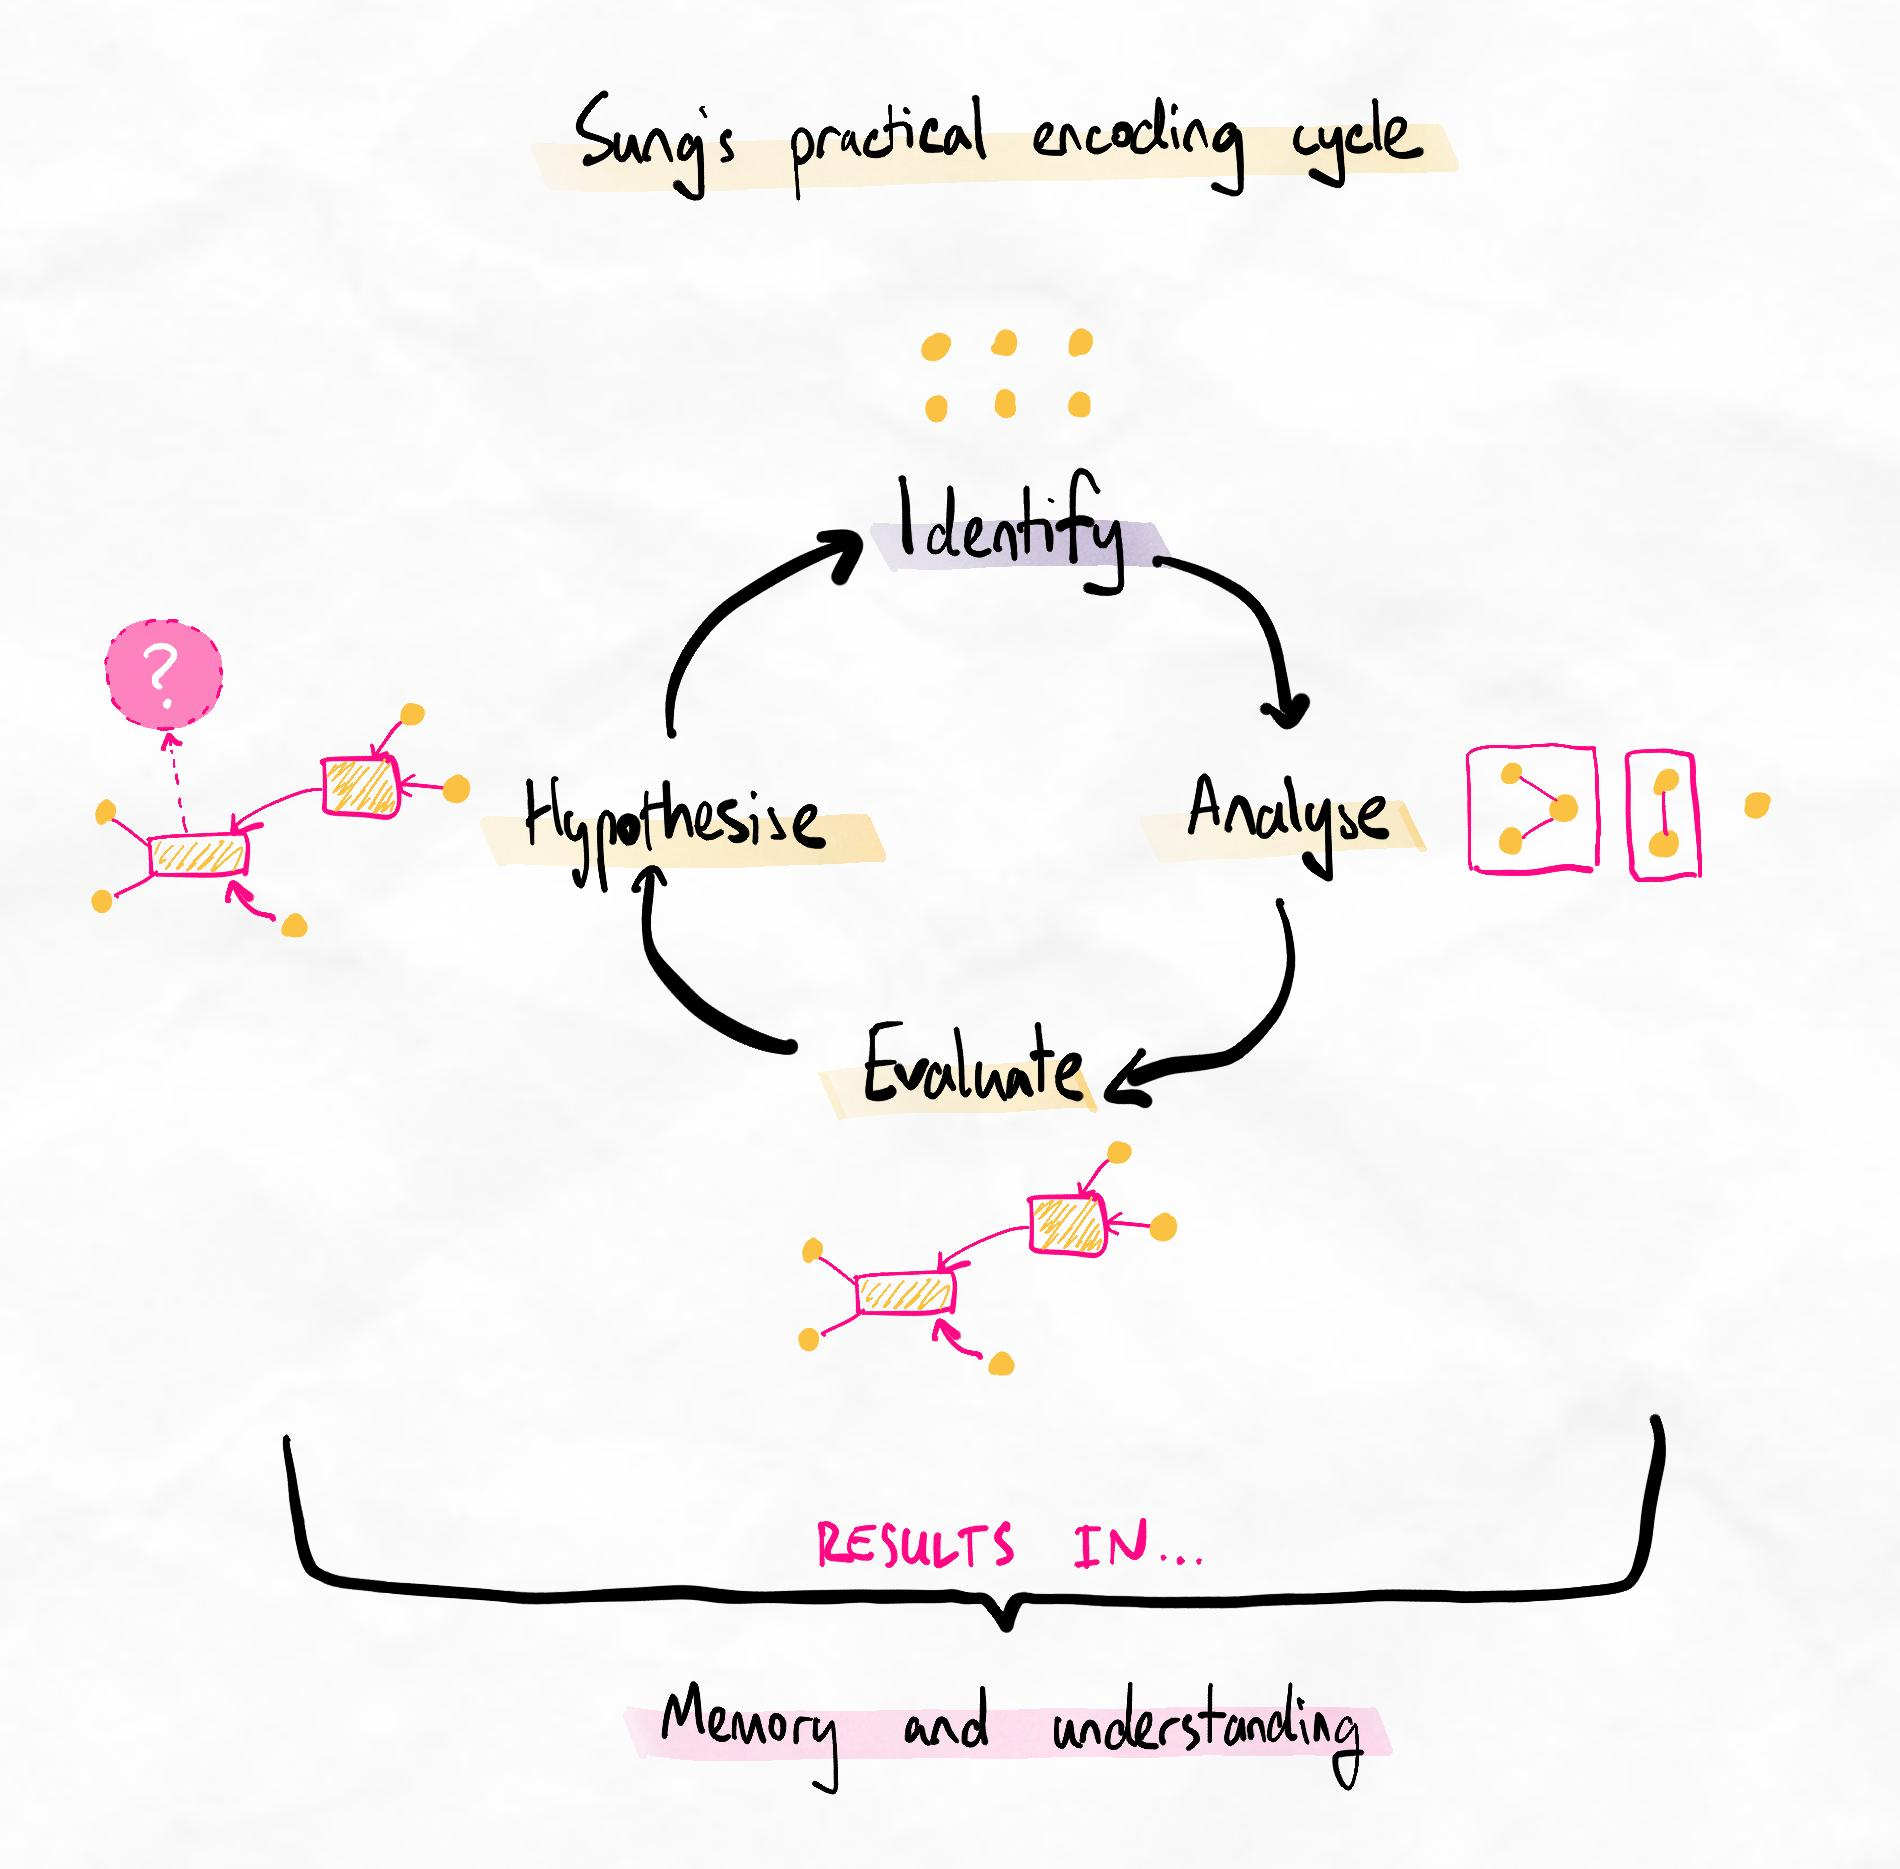 Sung's practical encoding cycle
Identify
?
Hypothesise
Analyse
Evaluate
RESULTS IN...
Memory and understanding